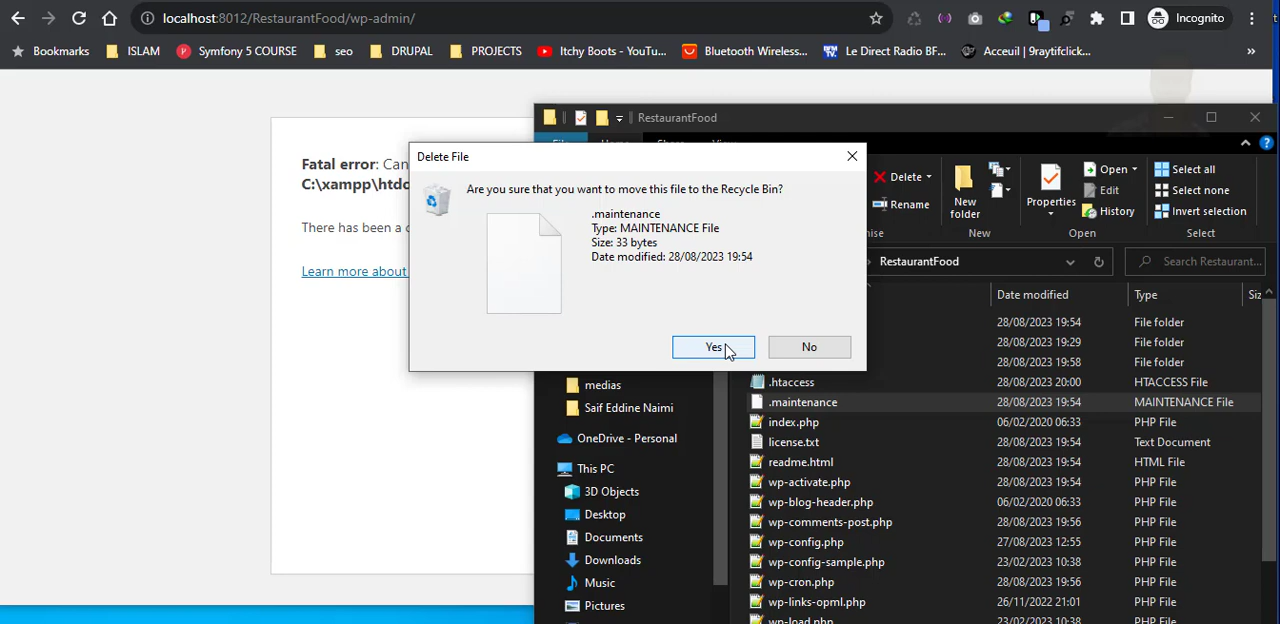 localhost:8012/RestaurantFood/wp-admin/
Incognito
Bookmarks
ISLAM
Symfony 5 COURSE
seo
DRUPAL
PROJECTS
Itchy Boots - YouTu...
Bluetooth Wireless...
Le Direct Radio BF...
Acceuil | 9raytifclick...
»
Fatal error: Can
C:\xampp\htdo
There has been a
Learn more about
RestaurantFood
Delete File
Are you sure that you want to move this file to the Recycle Bin?
.maintenance
Type: MAINTENANCE File
Size: 33 bytes
Date modified: 28/08/2023 19:54
Yes
No
Delete
Rename
New
folder
New
Properties
Open
Edit
History
Open
Select all
Select none
Invert selection
Select
RestaurantFood
Search Restaurant...
Date modified
Type
28/08/2023 19:54
File folder
28/08/2023 19:29
File folder
28/08/2023 19:58
File folder
.htaccess
28/08/2023 20:00
HTACCESS File
.maintenance
28/08/2023 19:54
MAINTENANCE File
index.php
06/02/2020 06:33
PHP File
license.txt
28/08/2023 19:54
Text Document
readme.html
28/08/2023 19:54
HTML File
wp-activate.php
28/08/2023 19:54
PHP File
wp-blog-header.php
06/02/2020 06:33
PHP File
wp-comments-post.php
28/08/2023 19:56
PHP File
wp-config.php
27/08/2023 12:55
PHP File
wp-config-sample.php
23/02/2023 10:38
PHP File
wp-cron.php
28/08/2023 19:56
PHP File
wp-links-opml.php
26/11/2022 21:01
PHP File
wp-load.php
23/02/2023 10:38
PHP File
medias
Saif Eddine Naimi
OneDrive - Personal
This PC
3D Objects
Desktop
Documents
Downloads
Music
Pictures